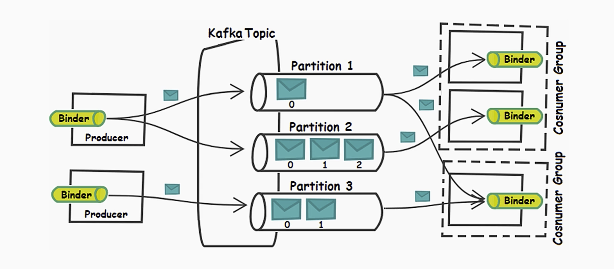 Kafka Topic
Partition 1
0
Binder
Producer
Partition 2
0 1 2
Binder
Producer
Partition 3
0 1
Binder
Binder
Cosnumer Group
Binder
Cosnumer Group